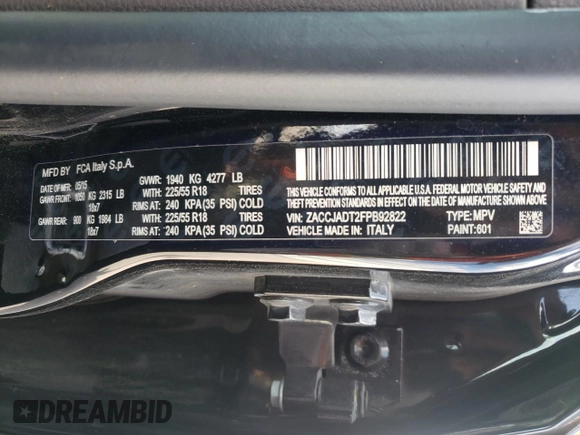 MFD BY FCA Italy S.p.A.
DATE OF MFR: 05/15 GVWR: 1940 KG 4277 LB
GAWR FRONT: 1050 KG 2315 LB WITH: 225/55 R18 TIRES
18x7 RIMS AT: 240 KPA(35 PSI) COLD
GAWR REAR: 900 KG 1984 LB WITH: 225/55 R18 TIRES
18x7 RIMS AT: 240 KPA(35 PSI) COLD
THIS VEHICLE CONFORMS TO ALL APPLICABLE U.S.A. FEDERAL MOTOR VEHICLE SAFETY, BUMPER, AND
THEFT PREVENTION STANDARDS IN EFFECT ON THE DATE OF MANUFACTURE SHOWN ABOVE.
VIN: ZACCJADT2FPB92822 TYPE: MPV
VEHICLE MADE IN: ITALY PAINT: 601
DREAMBID